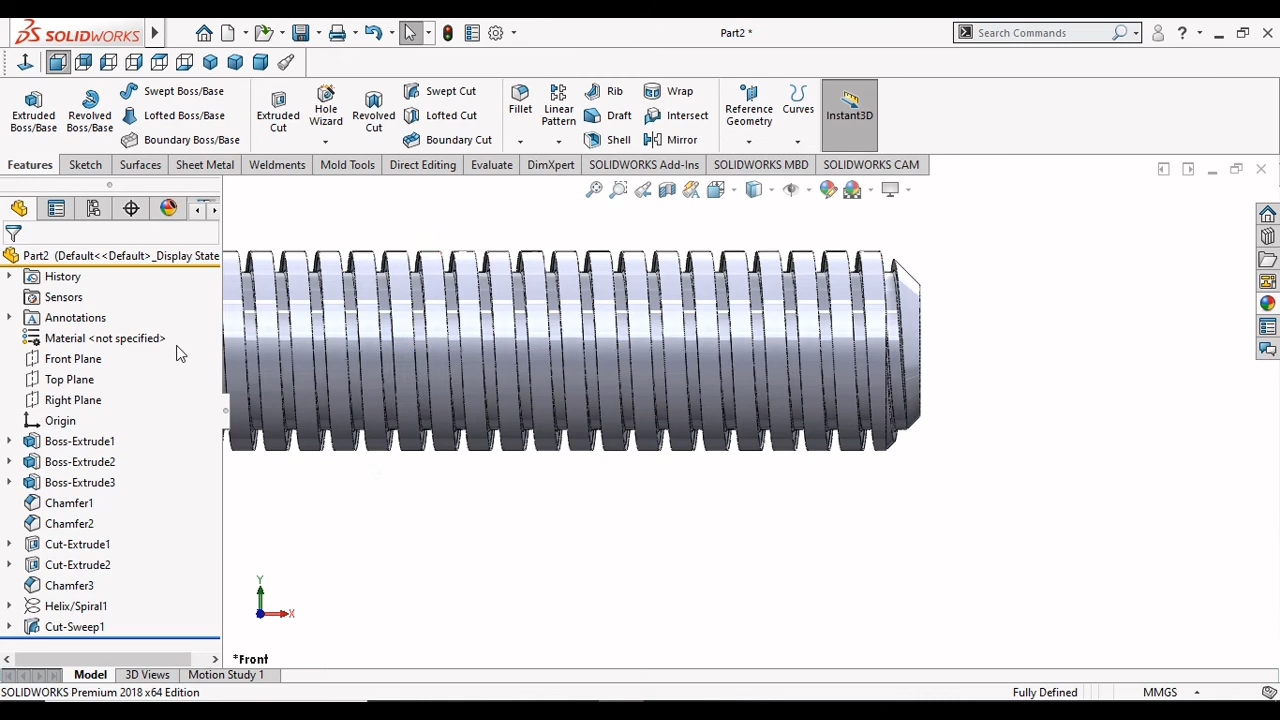 SOLIDWORKS
Part2 *
Search Commands
Extruded Boss/Base
Revolved Boss/Base
Swept Boss/Base
Lofted Boss/Base
Boundary Boss/Base
Extruded Cut
Hole Wizard
Revolved Cut
Swept Cut
Lofted Cut
Boundary Cut
Fillet
Linear Pattern
Rib
Draft
Shell
Wrap
Intersect
Mirror
Reference Geometry
Curves
Instant3D
Features Sketch Surfaces Sheet Metal Weldments Mold Tools Direct Editing Evaluate DimXpert SOLIDWORKS Add-Ins SOLIDWORKS MBD SOLIDWORKS CAM
Part2 (Default<<Default>_Display State
History
Sensors
Annotations
Material <not specified>
Front Plane
Top Plane
Right Plane
Origin
Boss-Extrude1
Boss-Extrude2
Boss-Extrude3
Chamfer1
Chamfer2
Cut-Extrude1
Cut-Extrude2
Chamfer3
Helix/Spiral1
Cut-Sweep1
Y
X
*Front
Model 3D Views Motion Study 1
SOLIDWORKS Premium 2018 x64 Edition
Fully Defined
MMGS